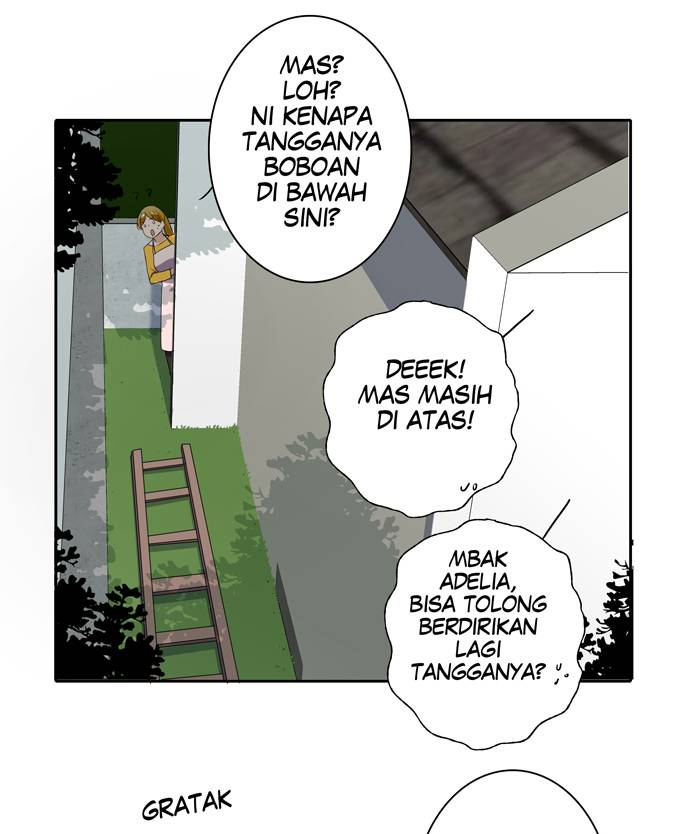 MAS?
LOH?
NI KENAPA
TANGGANYA
BOBOAN
DI BAWAH
SINI?
??
DEEEK!
MAS MASIH
DI ATAS!
MBAK
ADELIA,
BISA TOLONG
BERDIRIKAN
LAGI
TANGGANYA?
GRATAK